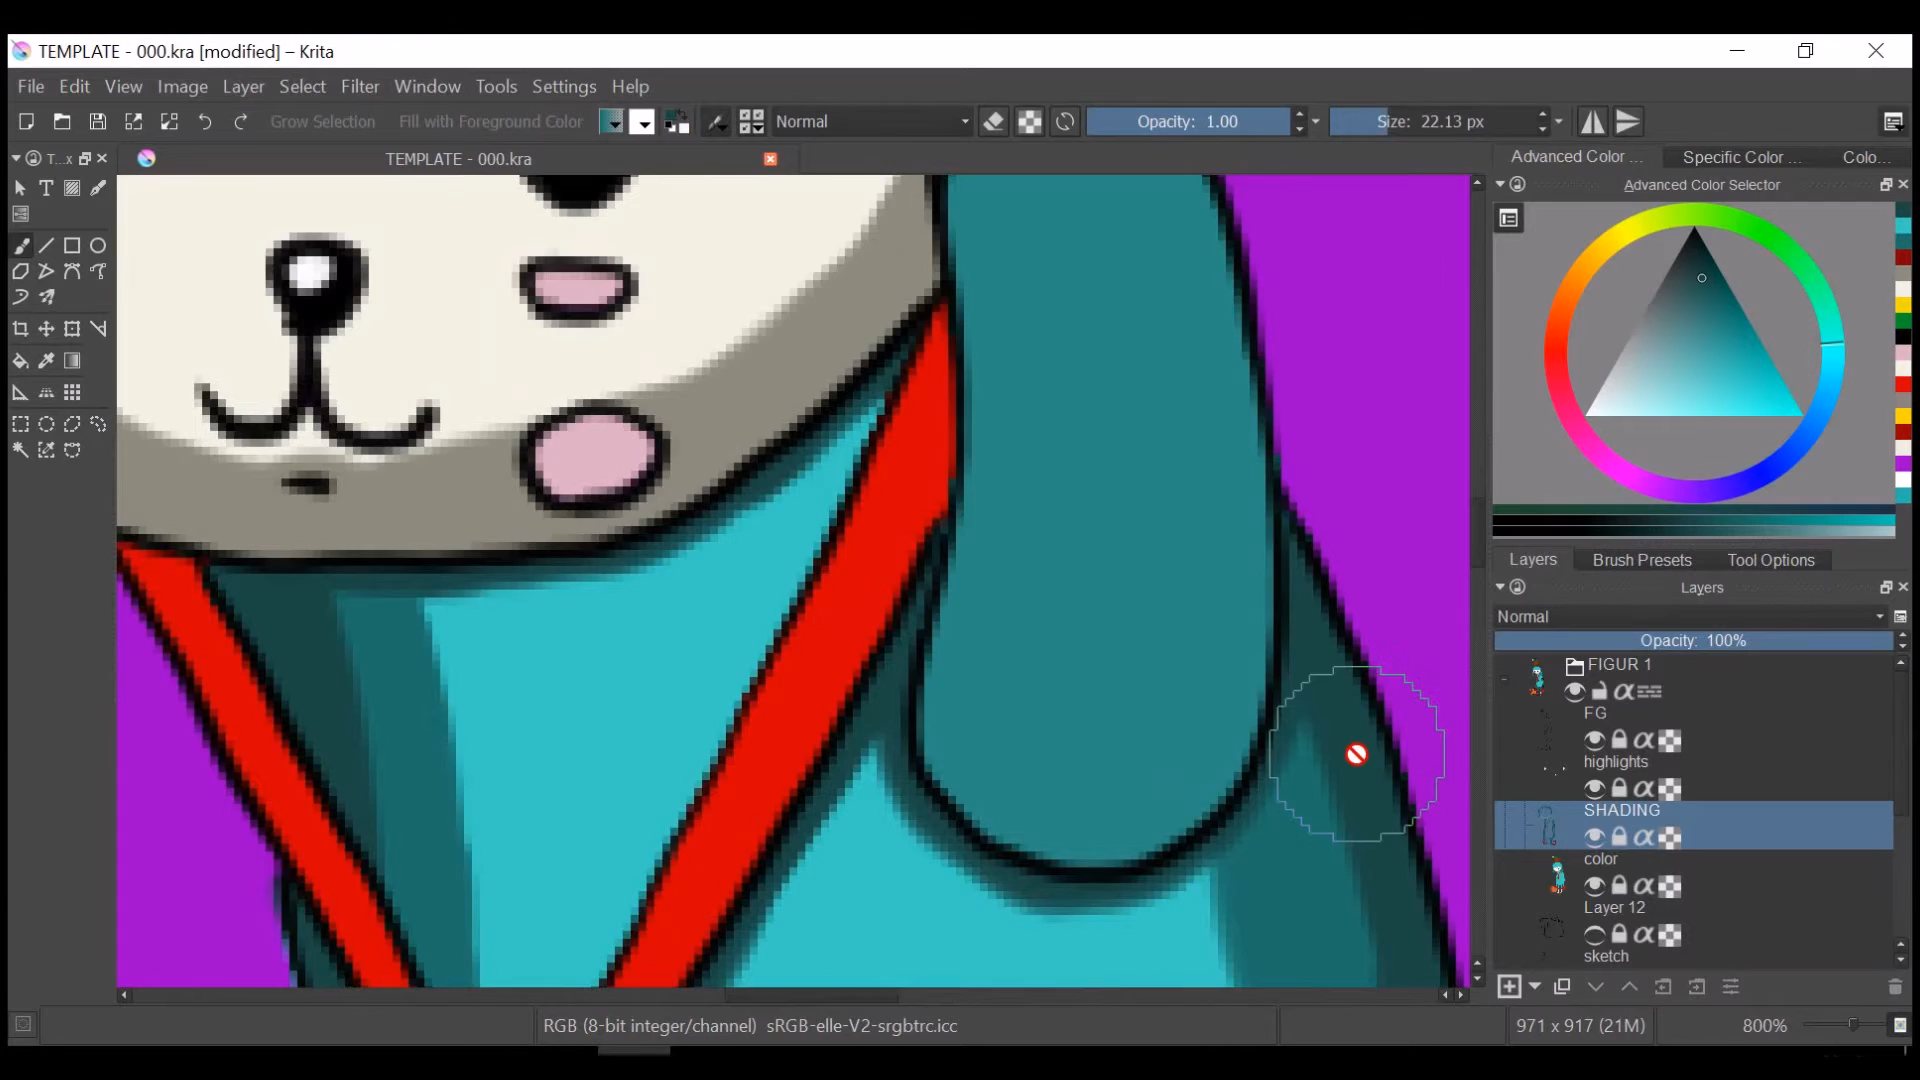 TEMPLATE - 000.kra [modified] – Krita
File Edit View Image Layer Select Filter Tools Settings Window Help
Grow Selection Fill with Foreground Color Normal Opacity: 1.00 Size: 22.13 px
T...x TEMPLATE - 000.kra
Advanced Color ... Specific Color ... Colo...
Advanced Color Selector
Layers Brush Presets Tool Options
Layers
Normal
Opacity: 100%
FIGUR 1
FG
highlights
SHADING
color
Layer 12
sketch
RGB (8-bit integer/channel) sRGB-elle-V2-srgbtrc.icc 971 x 917 (21M) 800%